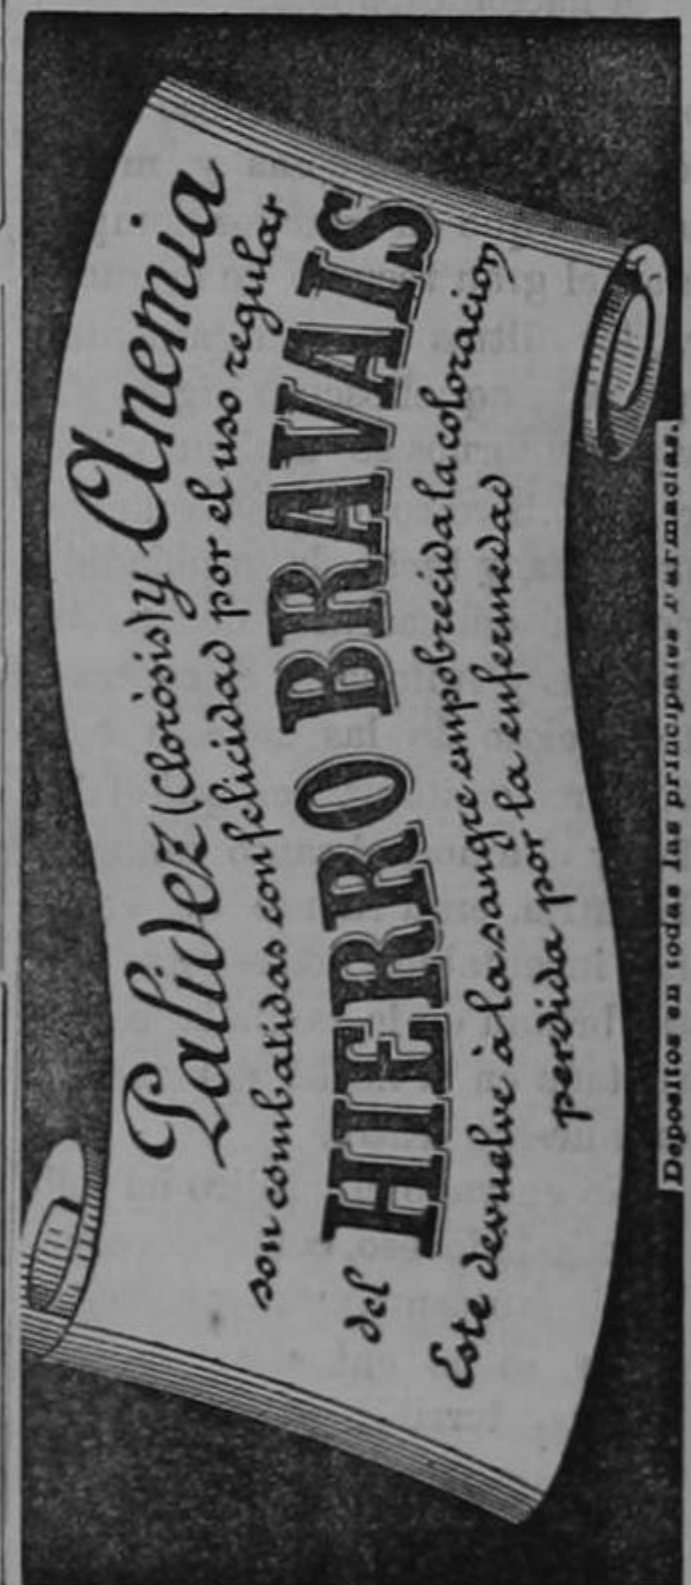 Palidez (Cloròsis) y Anemia
son combatidas con felicidad por el uso regular
del HIERRO BRAVAIS
Este devuelve à la sangre empobrecida la coloracion
perdida por la enfermedad
Depositos en todas las principales Farmacias.